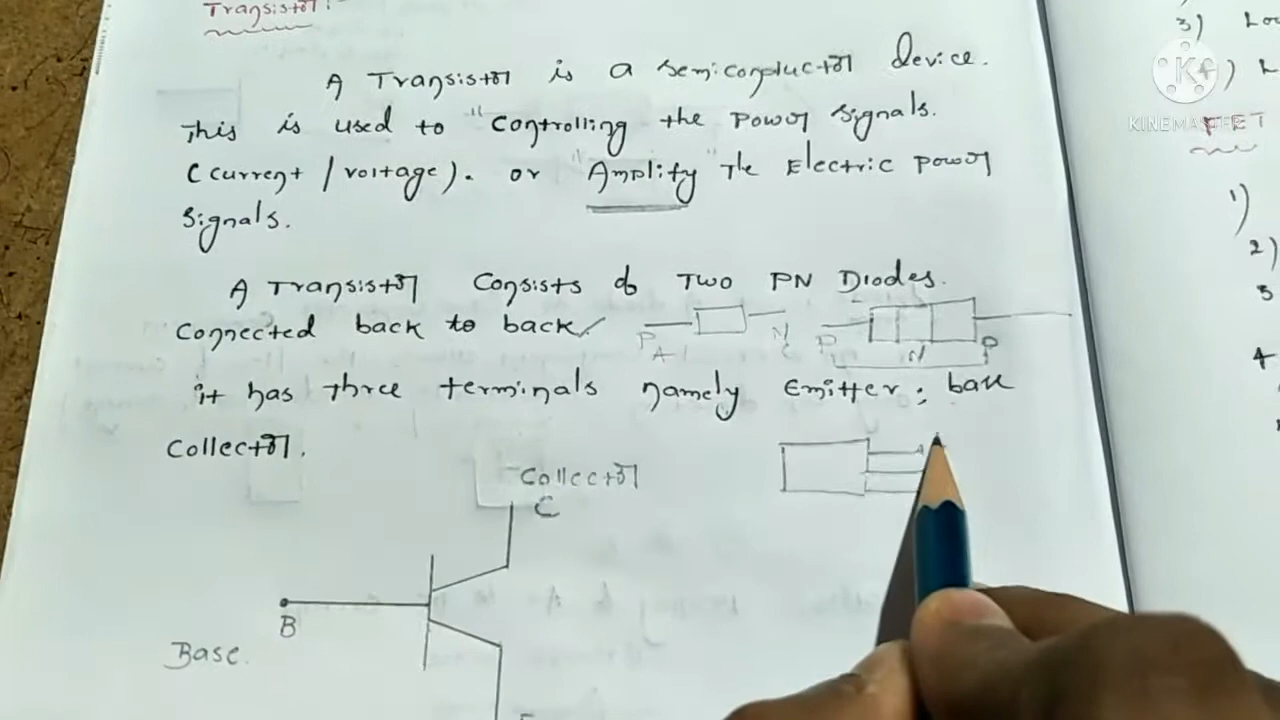 Transistor:
A Transistor is a semiconductor device.
This is used to "controlling the power signals.
(current / voltage). or "Amplify" The Electric power
signals.
A Transistor Consists of TWO PN Diodes.
Connected back to back
P A N C
P N P
it has three terminals namely Emitter, base
Collector.
Collector
C
B
Base.
E
3)
)
FET
1)
2)
3
4
K
KINEMASTER